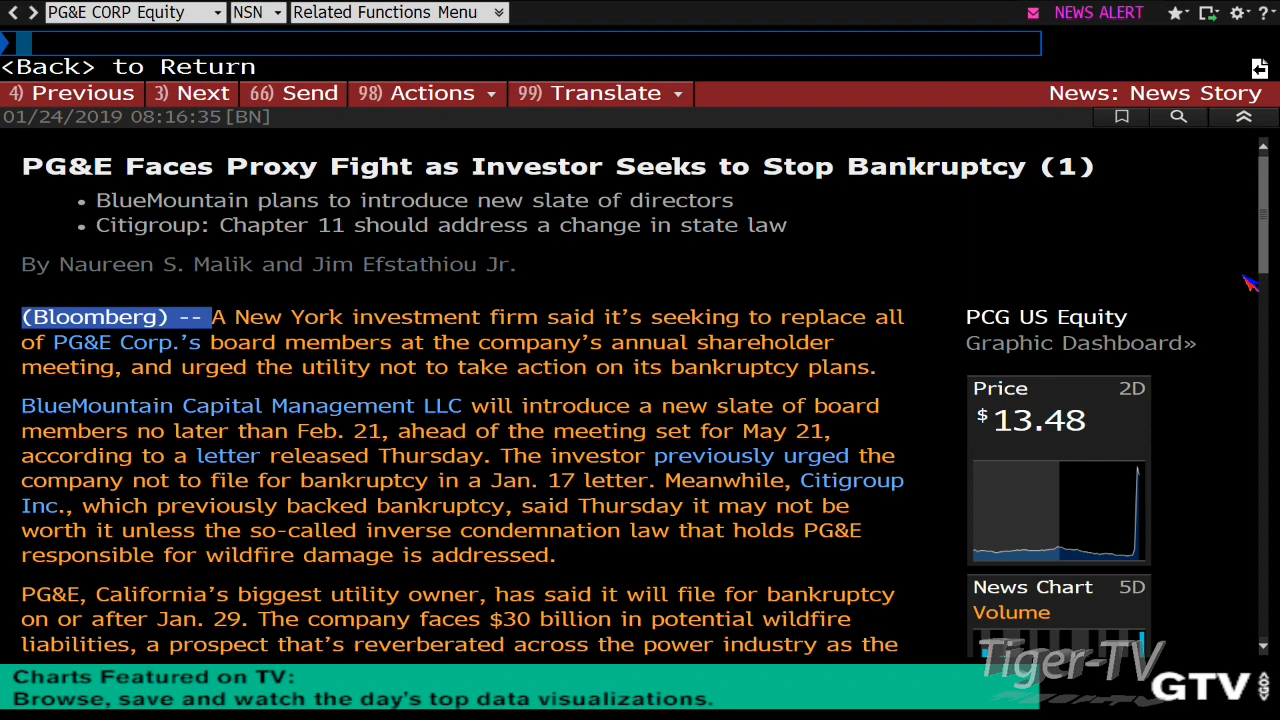 PG&E CORP Equity NSN Related Functions Menu NEWS ALERT ?
<Back> to Return
4) Previous 3) Next 66) Send 98) Actions 99) Translate News: News Story
01/24/2019 08:16:35 [BN]
PG&E Faces Proxy Fight as Investor Seeks to Stop Bankruptcy (1)
• BlueMountain plans to introduce new slate of directors
• Citigroup: Chapter 11 should address a change in state law
By Naureen S. Malik and Jim Efstathiou Jr.
(Bloomberg) -- A New York investment firm said it's seeking to replace all
of PG&E Corp.'s board members at the company's annual shareholder
meeting, and urged the utility not to take action on its bankruptcy plans.
BlueMountain Capital Management LLC will introduce a new slate of board
members no later than Feb. 21, ahead of the meeting set for May 21,
according to a letter released Thursday. The investor previously urged the
company not to file for bankruptcy in a Jan. 17 letter. Meanwhile, Citigroup
Inc., which previously backed bankruptcy, said Thursday it may not be
worth it unless the so-called inverse condemnation law that holds PG&E
responsible for wildfire damage is addressed.
PG&E, California's biggest utility owner, has said it will file for bankruptcy
on or after Jan. 29. The company faces $30 billion in potential wildfire
liabilities, a prospect that's reverberated across the power industry as the
PCG US Equity
Graphic Dashboard»
Price 2D
$13.48
News Chart 5D
Volume
Tiger-TV
Charts Featured on TV:
Browse, save and watch the day's top data visualizations.
GTV